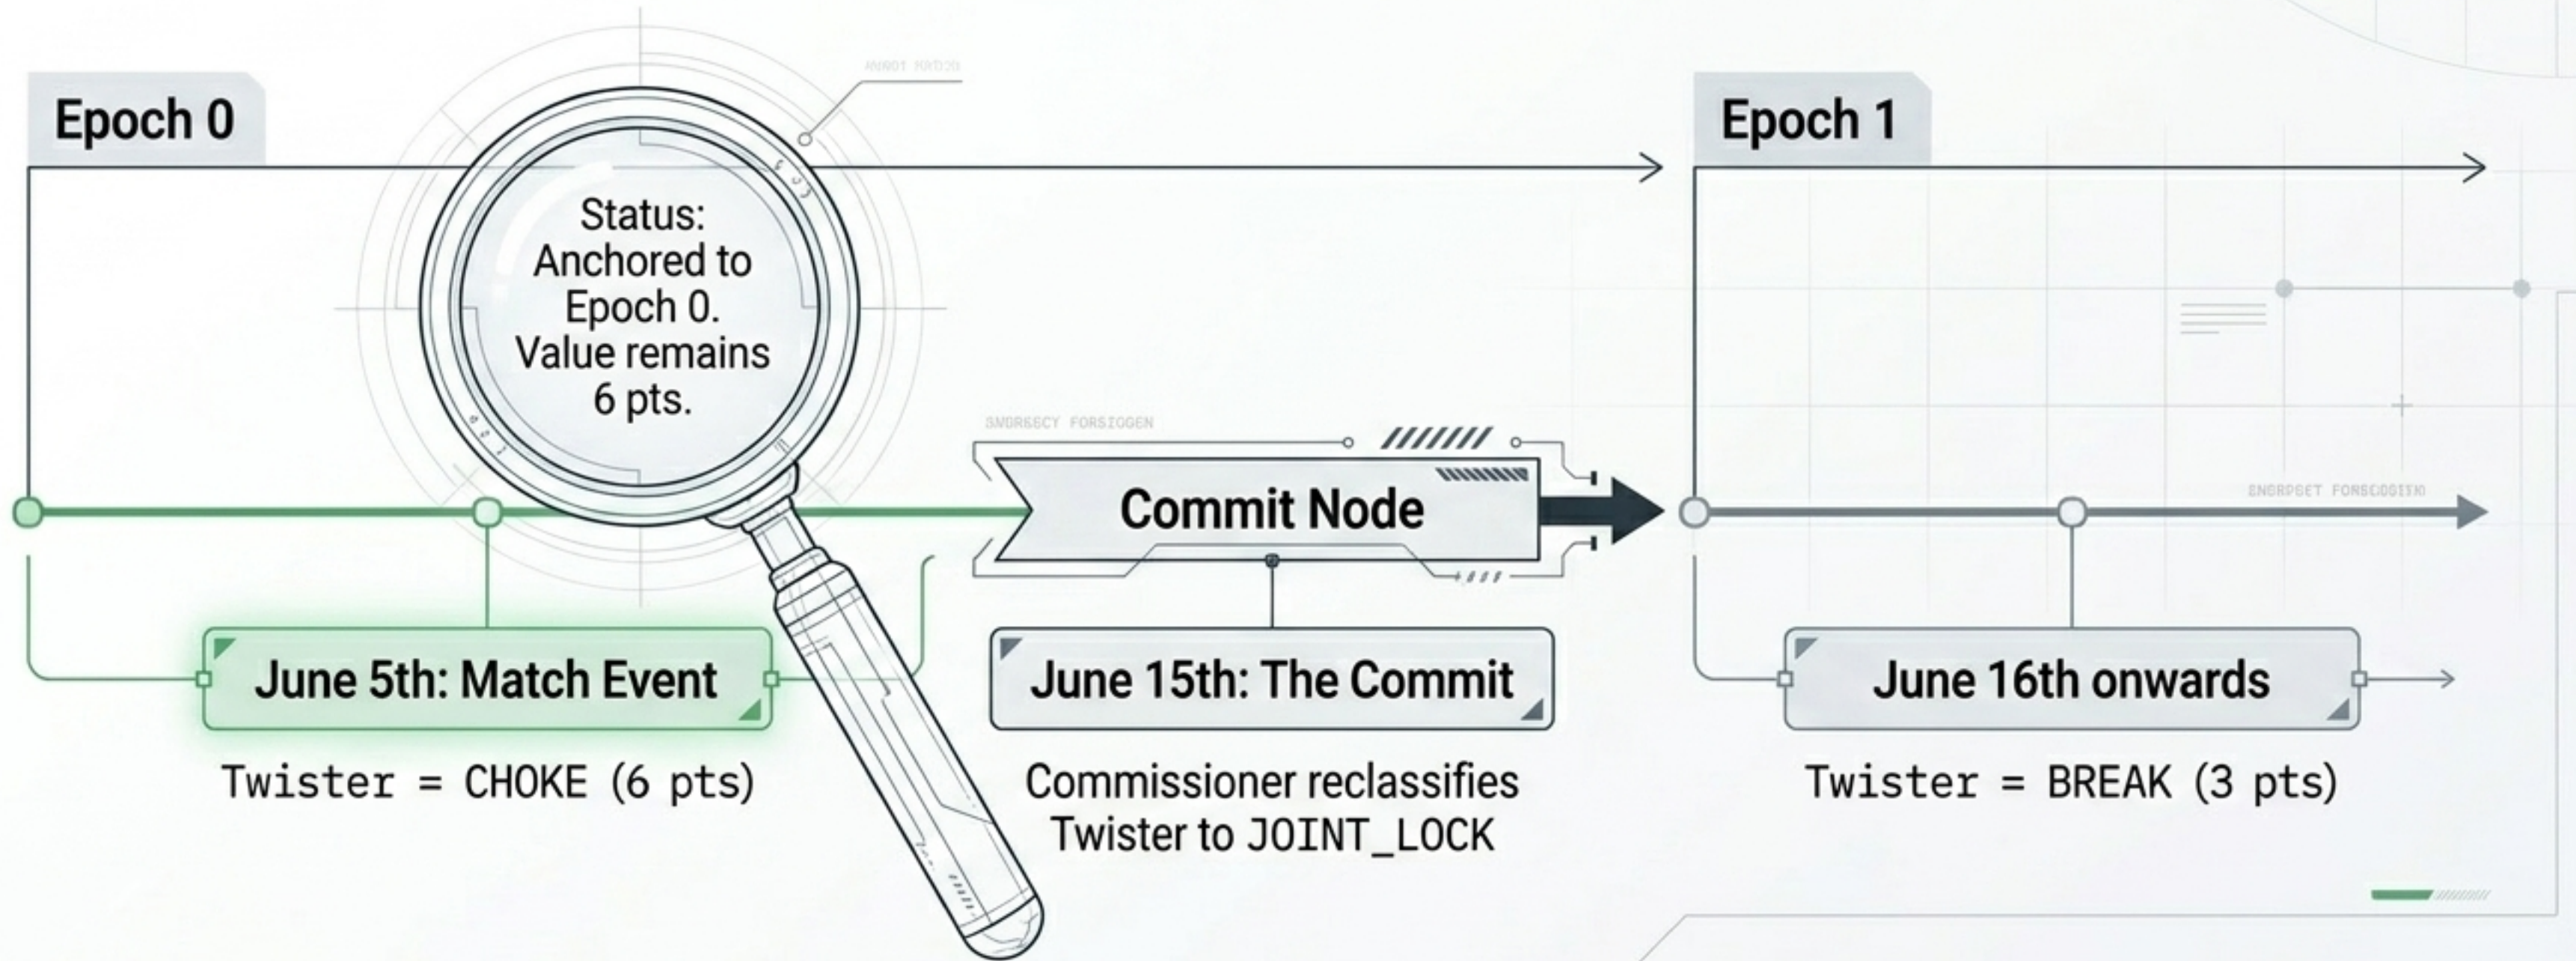 Epoch 0
Epoch 1
Status:
Anchored to
Epoch 0.
Value remains
6 pts.
Commit Node
June 5th: Match Event
June 15th: The Commit
June 16th onwards
Twister = CHOKE (6 pts)
Commissioner reclassifies
Twister to JOINT_LOCK
Twister = BREAK (3 pts)